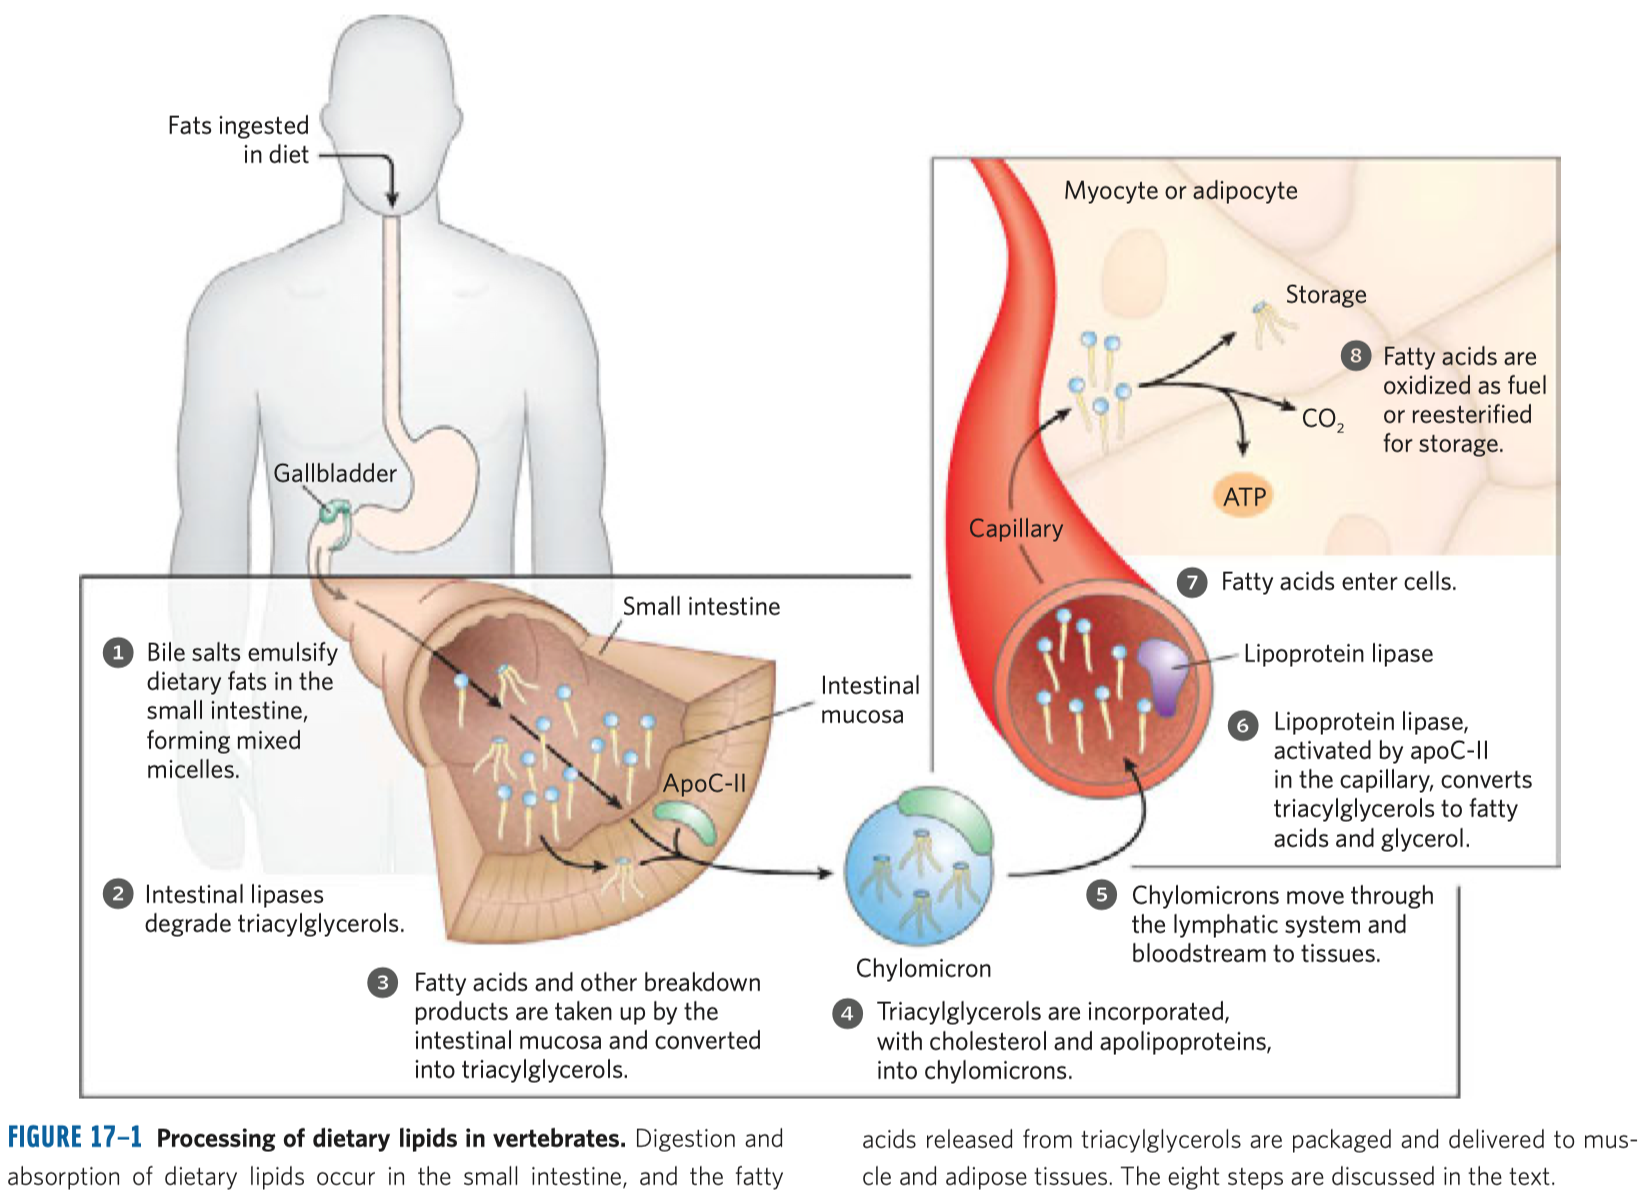 Fats ingested
in diet
Gallbladder
Small intestine
Intestinal
mucosa
ApoC-II
1 Bile salts emulsify
dietary fats in the
small intestine,
forming mixed
micelles.
2 Intestinal lipases
degrade triacylglycerols.
3 Fatty acids and other breakdown
products are taken up by the
intestinal mucosa and converted
into triacylglycerols.
Chylomicron
4 Triacylglycerols are incorporated,
with cholesterol and apolipoproteins,
into chylomicrons.
5 Chylomicrons move through
the lymphatic system and
bloodstream to tissues.
6 Lipoprotein lipase,
activated by apoC-II
in the capillary, converts
triacylglycerols to fatty
acids and glycerol.
Lipoprotein lipase
7 Fatty acids enter cells.
Capillary
Myocyte or adipocyte
Storage
8 Fatty acids are
oxidized as fuel
or reesterified
for storage.
CO₂
ATP
FIGURE 17–1 Processing of dietary lipids in vertebrates. Digestion and
absorption of dietary lipids occur in the small intestine, and the fatty
acids released from triacylglycerols are packaged and delivered to mus-
cle and adipose tissues. The eight steps are discussed in the text.